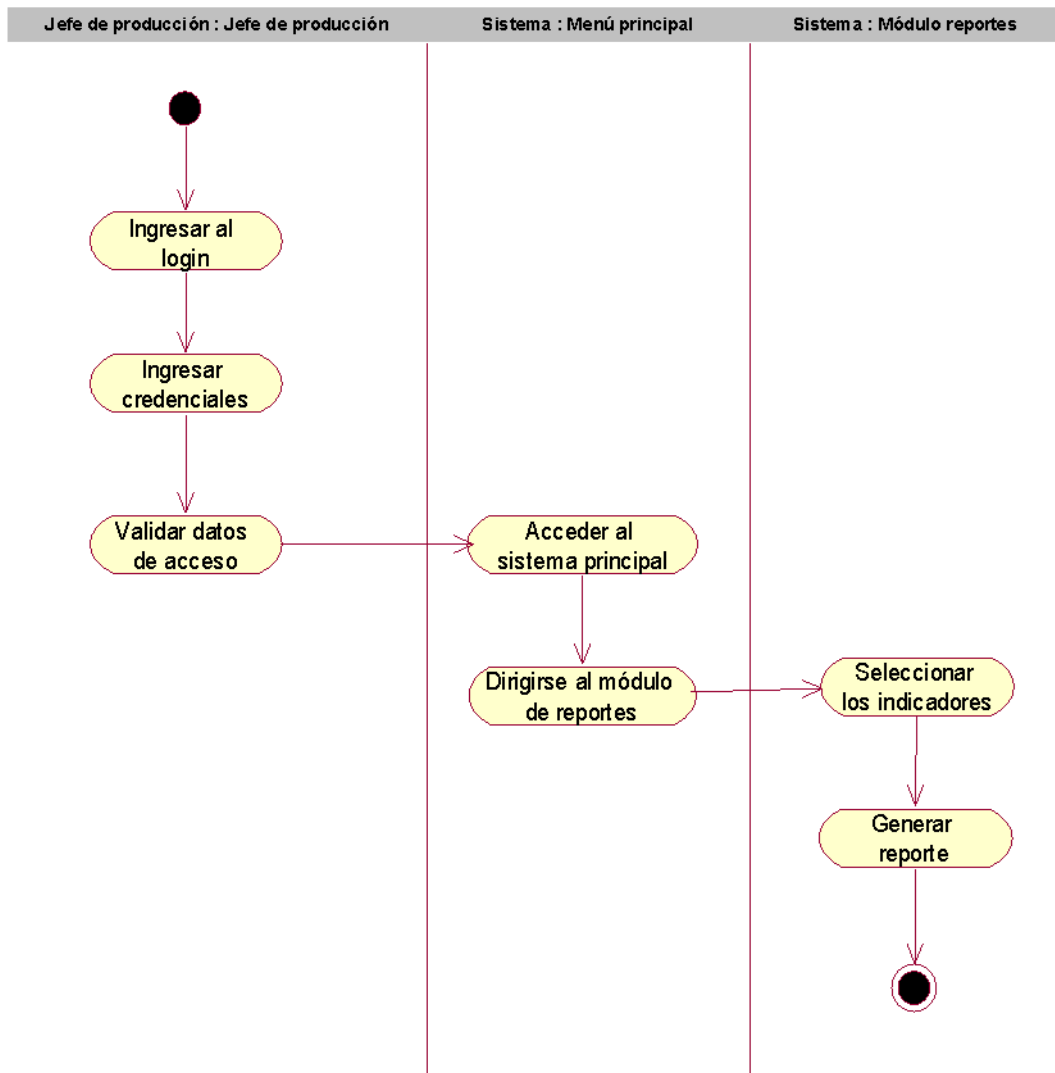 Jefe de producción : Jefe de producción
Sistema : Menú principal
Sistema : Módulo reportes
Ingresar al
login
Ingresar
credenciales
Validar datos
de acceso
Acceder al
sistema principal
Dirigirse al módulo
de reportes
Seleccionar
los indicadores
Generar
reporte